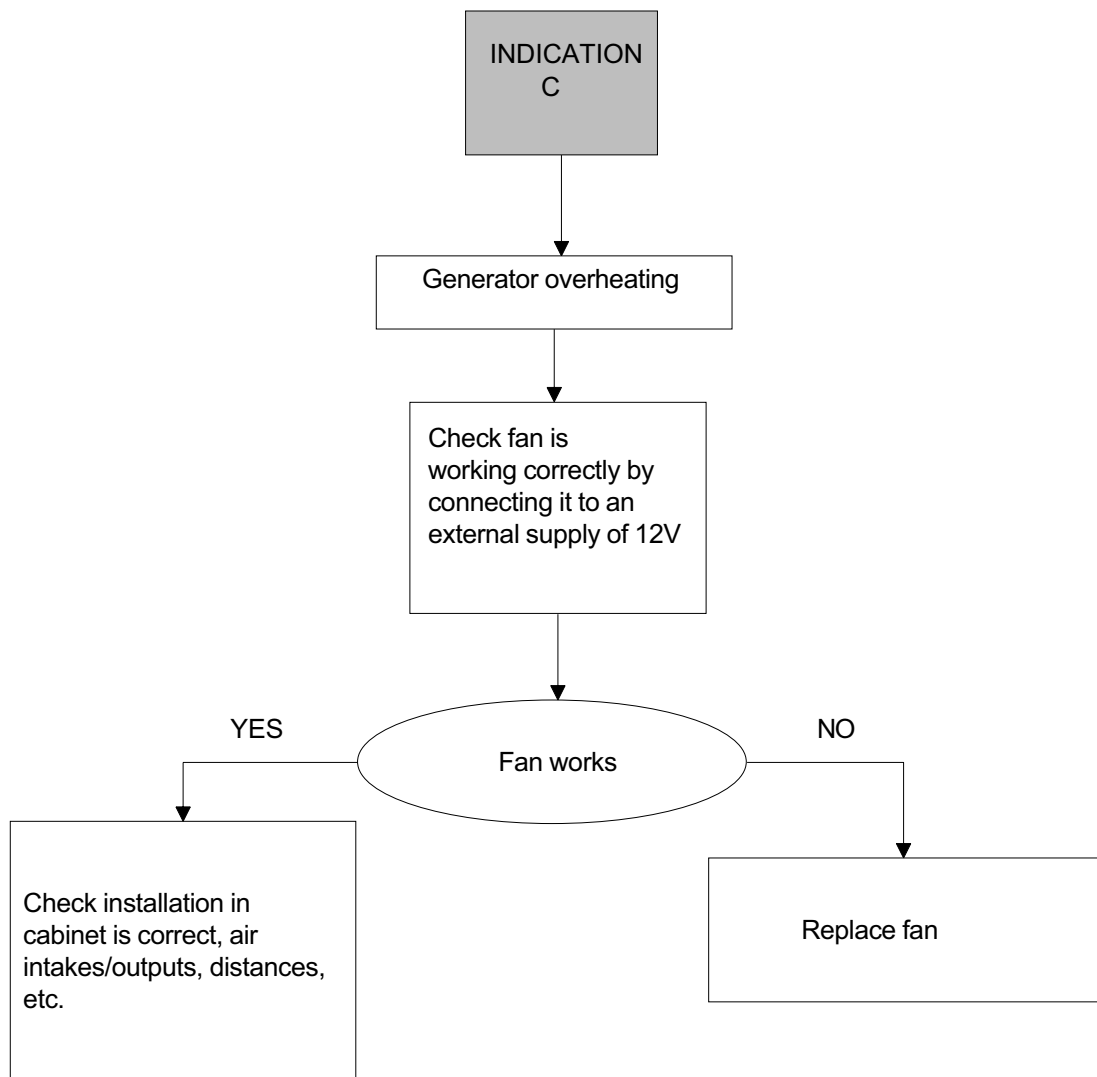 INDICATION
C
Generator overheating
Check fan is
working correctly by
connecting it to an
external supply of 12V
YES
NO
Fan works
Check installation in
cabinet is correct, air
intakes/outputs, distances,
etc.
Replace fan